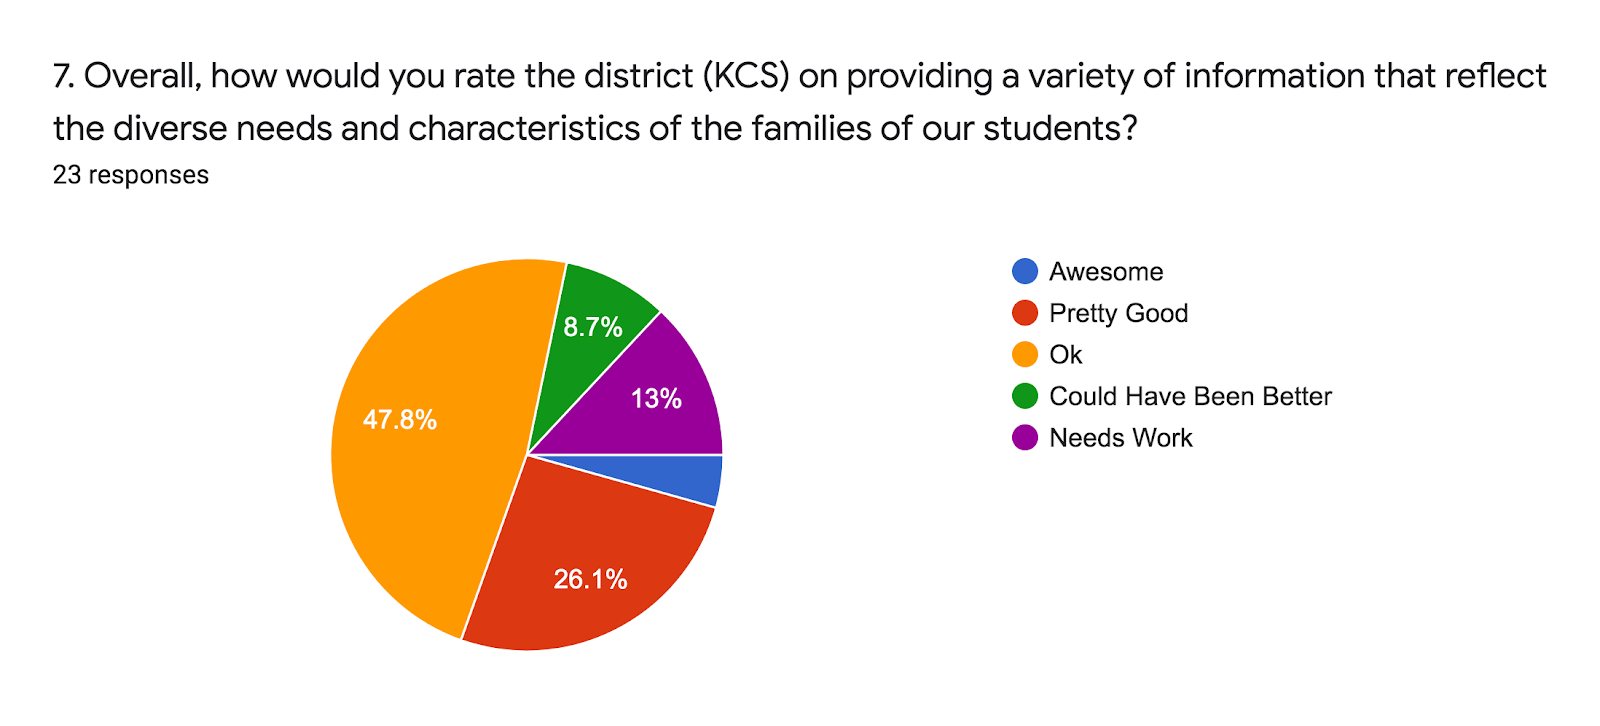 7. Overall, how would you rate the district (KCS) on providing a variety of information that reflect
the diverse needs and characteristics of the families of our students?
23 responses
8.7%
13%
47.8%
26.1%
Awesome
Pretty Good
Ok
Could Have Been Better
Needs Work